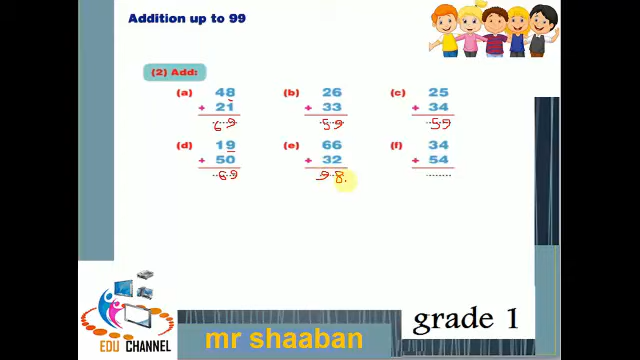 Addition up to 99
(2) Add:
(a) 48 (b) 26 (c) 25
+ 21 + 33 + 34
69 59 59
(d) 19 (e) 66 (f) 34
+ 50 + 32 + 54
69 98 ........
EDU CHANNEL
mr shaaban
grade 1